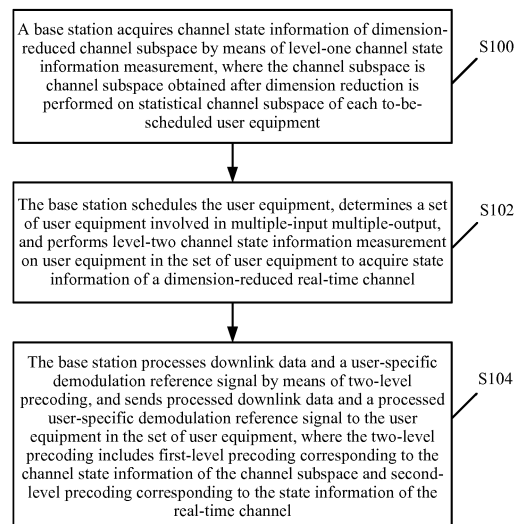 A base station acquires channel state information of dimension-
reduced channel subspace by means of level-one channel state
information measurement, where the channel subspace is
channel subspace obtained after dimension reduction is
performed on statistical channel subspace of each to-be-
scheduled user equipment
S100
The base station schedules the user equipment, determines a set
of user equipment involved in multiple-input multiple-output,
and performs level-two channel state information measurement
on user equipment in the set of user equipment to acquire state
information of a dimension-reduced real-time channel
S102
The base station processes downlink data and a user-specific
demodulation reference signal by means of two-level
precoding, and sends processed downlink data and a processed
user-specific demodulation reference signal to the user
equipment in the set of user equipment, where the two-level
precoding includes first-level precoding corresponding to the
channel state information of the channel subspace and second-
level precoding corresponding to the state information of the
real-time channel
S104